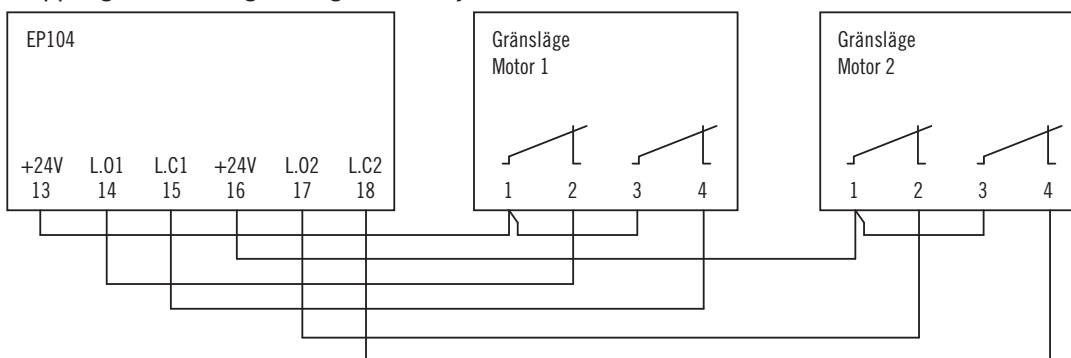 EP104
+24V L.O1 L.C1 +24V L.O2 L.C2
13 14 15 16 17 18
Gränsläge
Motor 1
1 2 3 4
Gränsläge
Motor 2
1 2 3 4